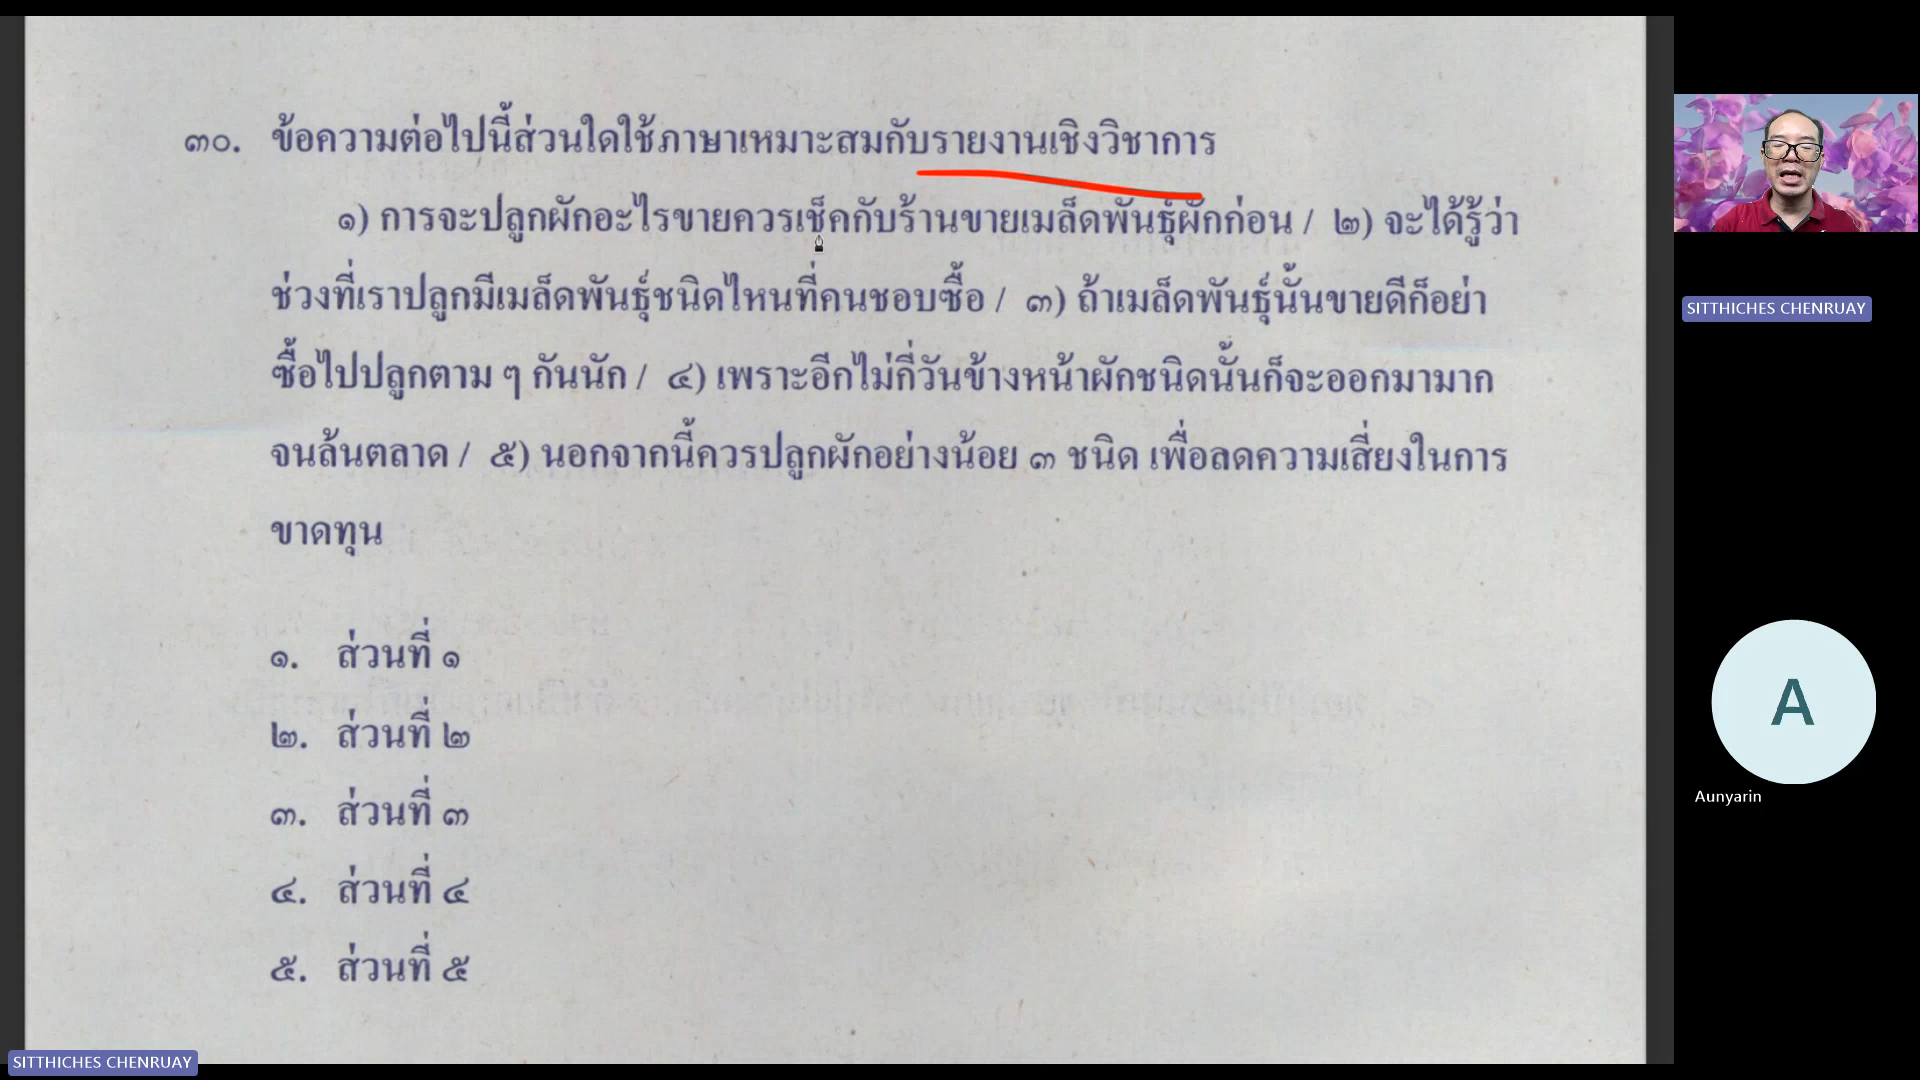 ๓๐. ข้อความต่อไปนี้ส่วนใดใช้ภาษาเหมาะสมกับรายงานเชิงวิชาการ
๑) การจะปลูกผักอะไรขายควรเช็คกับร้านขายเมล็ดพันธุ์ผักก่อน / ๒) จะได้รู้ว่า
ช่วงที่เราปลูกมีเมล็ดพันธุ์ชนิดไหนที่คนชอบซื้อ / ๓) ถ้าเมล็ดพันธุ์นั้นขายดีก็อย่า
ซื้อไปปลูกตาม ๆ กันนัก / ๔) เพราะอีกไม่กี่วันข้างหน้าผักชนิดนั้นก็จะออกมามาก
จนล้นตลาด / ๕) นอกจากนี้ควรปลูกผักอย่างน้อย ๓ ชนิด เพื่อลดความเสี่ยงในการ
ขาดทุน
๑. ส่วนที่ ๑
๒. ส่วนที่ ๒
๓. ส่วนที่ ๓
๔. ส่วนที่ ๔
๕. ส่วนที่ ๕
SITTHICHES CHENRUAY
A
Aunyarin
SITTHICHES CHENRUAY